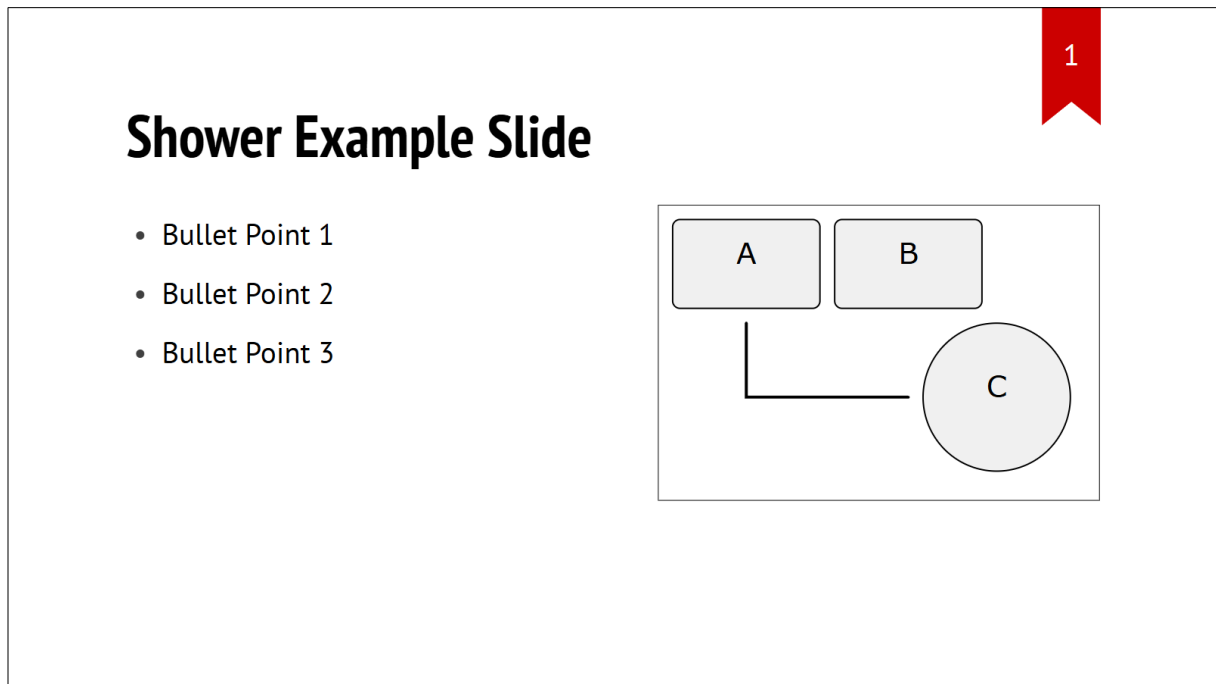 1
Shower Example Slide
Bullet Point 1
Bullet Point 2
Bullet Point 3
A B
C